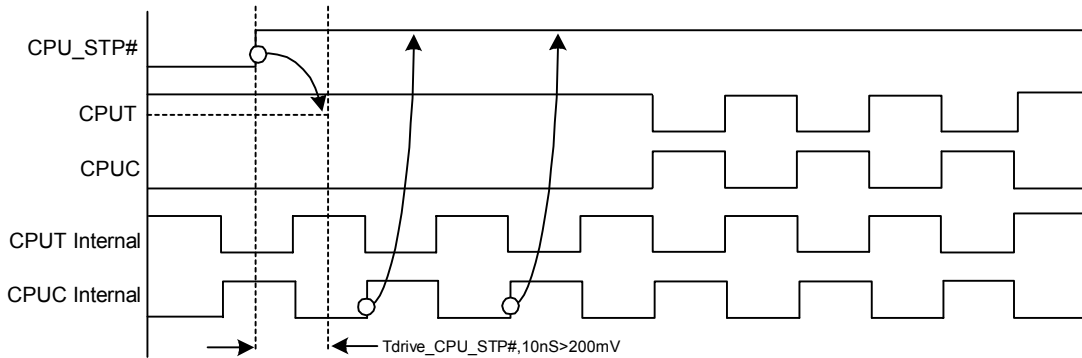 CPU_STP#
CPUT
CPUC
CPUT Internal
CPUC Internal
Tdrive_CPU_STP#,10nS>200mV